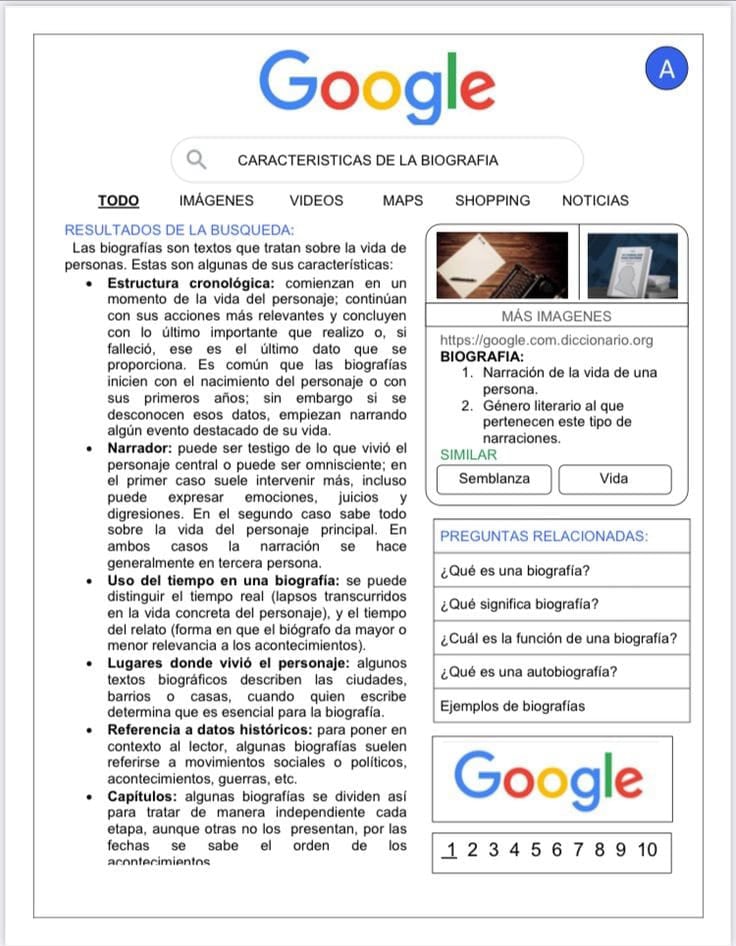 Google
A
CARACTERISTICAS DE LA BIOGRAFIA
TODO IMÁGENES VIDEOS MAPS SHOPPING NOTICIAS
RESULTADOS DE LA BUSQUEDA:
Las biografías son textos que tratan sobre la vida de
personas. Estas son algunas de sus características:
• Estructura cronológica: comienzan en un
momento de la vida del personaje; continúan
con sus acciones más relevantes y concluyen
con lo último importante que realizo o, si
falleció, ese es el último dato que se
proporciona. Es común que las biografías
inicien con el nacimiento del personaje o con
sus primeros años; sin embargo si se
desconocen esos datos, empiezan narrando
algún evento destacado de su vida.
• Narrador: puede ser testigo de lo que vivió el
personaje central o puede ser omnisciente; en
el primer caso suele intervenir más, incluso
puede expresar emociones, juicios y
digresiones. En el segundo caso sabe todo
sobre la vida del personaje principal. En
ambos casos la narración se hace
generalmente en tercera persona.
• Uso del tiempo en una biografía: se puede
distinguir el tiempo real (lapsos transcurridos
en la vida concreta del personaje), y el tiempo
del relato (forma en que el biógrafo da mayor o
menor relevancia a los acontecimientos).
• Lugares donde vivió el personaje: algunos
textos biográficos describen las ciudades,
barrios o casas, cuando quien escribe
determina que es esencial para la biografía.
• Referencia a datos históricos: para poner en
contexto al lector, algunas biografías suelen
referirse a movimientos sociales o políticos,
acontecimientos, guerras, etc.
• Capítulos: algunas biografías se dividen así
para tratar de manera independiente cada
etapa, aunque otras no los presentan, por las
fechas se sabe el orden de los
acontecimientos
MÁS IMAGENES
https://google.com.diccionario.org
BIOGRAFIA:
1. Narración de la vida de una
persona.
2. Género literario al que
pertenecen este tipo de
narraciones.
SIMILAR
Semblanza Vida
PREGUNTAS RELACIONADAS:
¿Qué es una biografía?
¿Qué significa biografía?
¿Cuál es la función de una biografía?
¿Qué es una autobiografía?
Ejemplos de biografías
Google
1 2 3 4 5 6 7 8 9 10